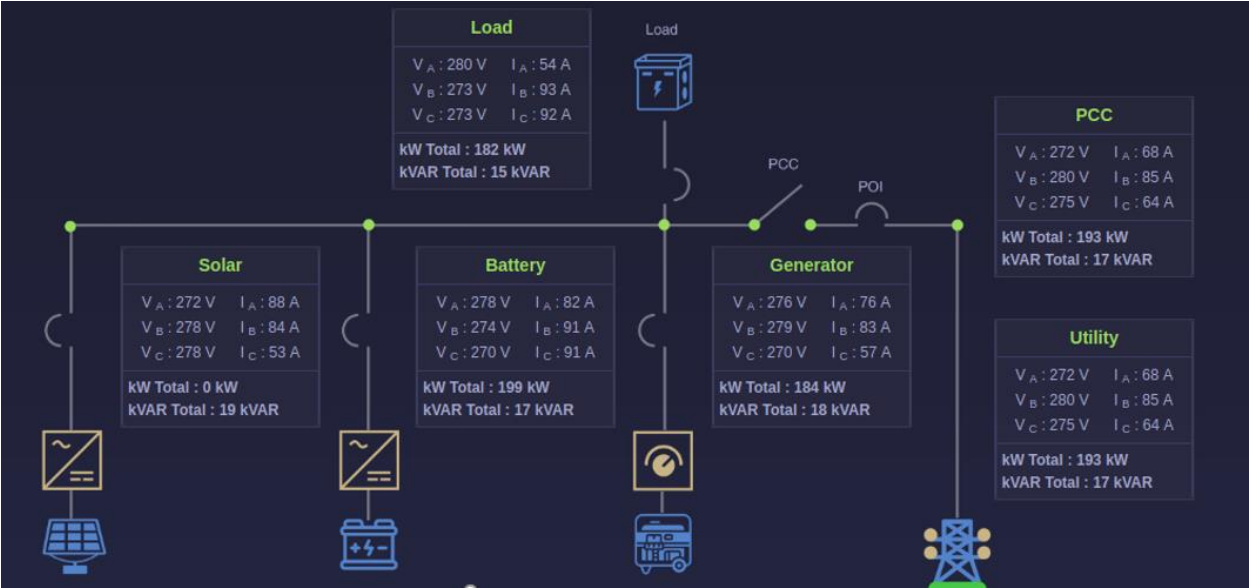 Load
V A : 280 V I A : 54 A
V B : 273 V I B : 93 A
V C : 273 V I C : 92 A
kW Total : 182 kW
kVAR Total : 15 kVAR
Load
PCC
POI
PCC
V A : 272 V I A : 68 A
V B : 280 V I B : 85 A
V C : 275 V I C : 64 A
kW Total : 193 kW
kVAR Total : 17 kVAR
Solar
V A : 272 V I A : 88 A
V B : 278 V I B : 84 A
V C : 278 V I C : 53 A
kW Total : 0 kW
kVAR Total : 19 kVAR
Battery
V A : 278 V I A : 82 A
V B : 274 V I B : 91 A
V C : 270 V I C : 91 A
kW Total : 199 kW
kVAR Total : 17 kVAR
Generator
V A : 276 V I A : 76 A
V B : 279 V I B : 83 A
V C : 270 V I C : 57 A
kW Total : 184 kW
kVAR Total : 18 kVAR
Utility
V A : 272 V I A : 68 A
V B : 280 V I B : 85 A
V C : 275 V I C : 64 A
kW Total : 193 kW
kVAR Total : 17 kVAR